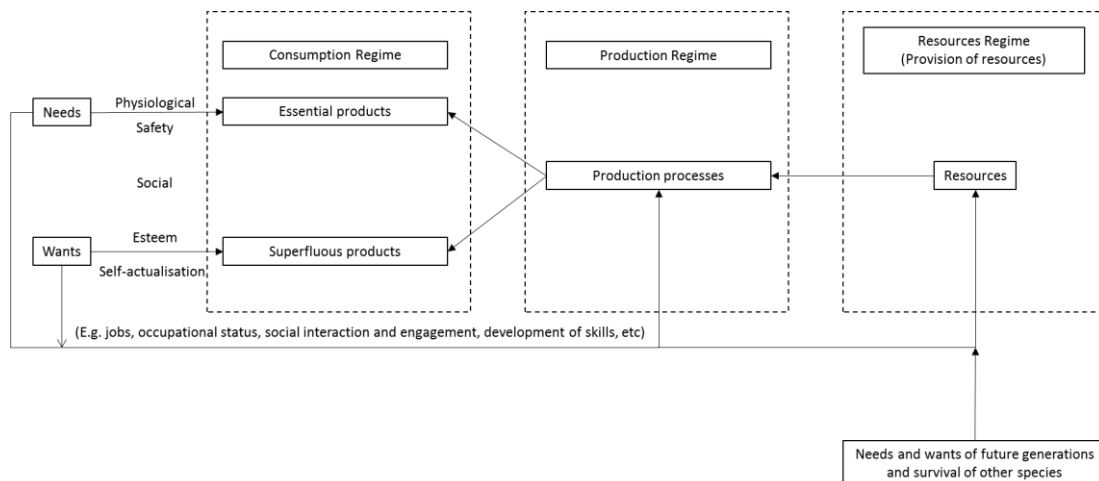 Consumption Regime
Production Regime
Resources Regime
(Provision of resources)
Needs
Physiological
Safety
Essential products
Social
Production processes
Resources
Wants
Esteem
Self-actualisation
Superfluous products
(E.g. jobs, occupational status, social interaction and engagement, development of skills, etc)
Needs and wants of future generations
and survival of other species